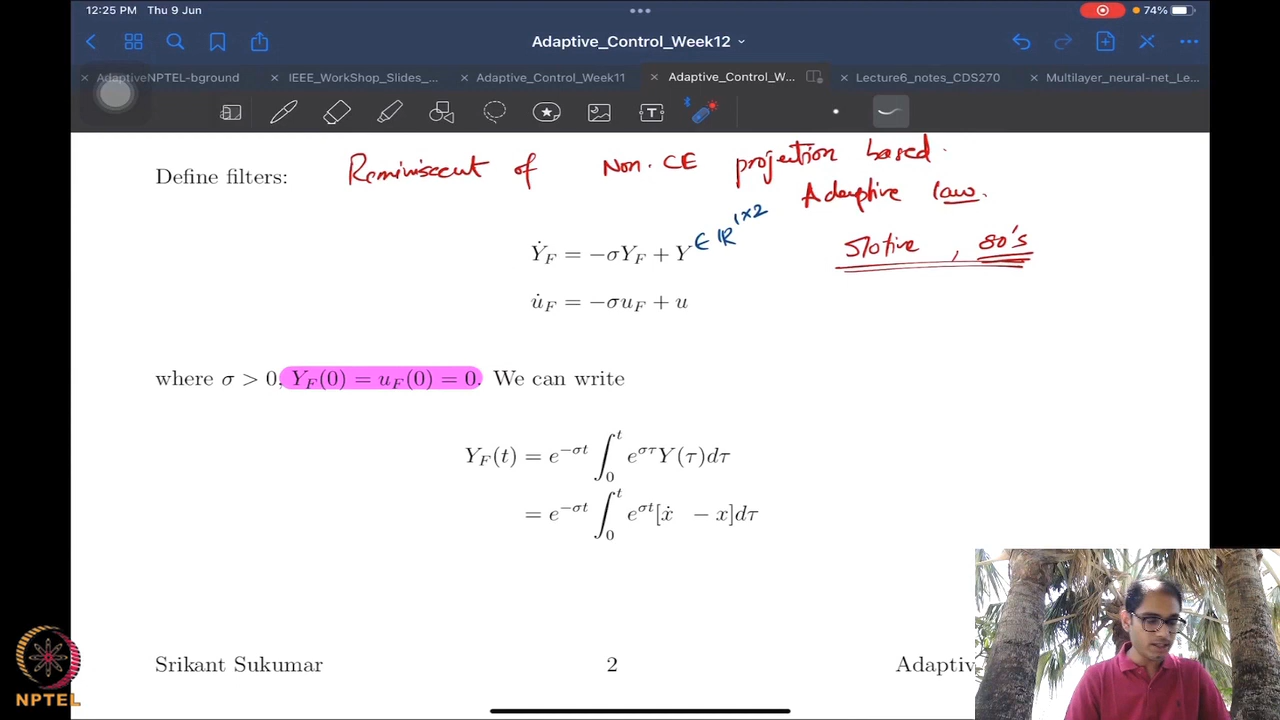 12:25 PM Thu 9 Jun
74%
Adaptive_Control_Week12
AdaptiveNPTEL-bground
IEEE_WorkShop_Slides_...
Adaptive_Control_Week11
Adaptive_Control_W...
Lecture6_notes_CDS270
Multilayer_neural-net_Le...
Define filters:
Reminiscent of Non-CE projection based.
Adaptive law.
Slotine, 80's
Ẏ_F = −σY_F + Y ∈ ℝ^{1×2}
u̇_F = −σu_F + u
where σ > 0, Y_F(0) = u_F(0) = 0. We can write
Y_F(t) = e^{−σt} ∫_0^t e^{στ} Y(τ)dτ
= e^{−σt} ∫_0^t e^{σt} [ẋ − x]dτ
Srikant Sukumar
2
Adaptiv
NPTEL